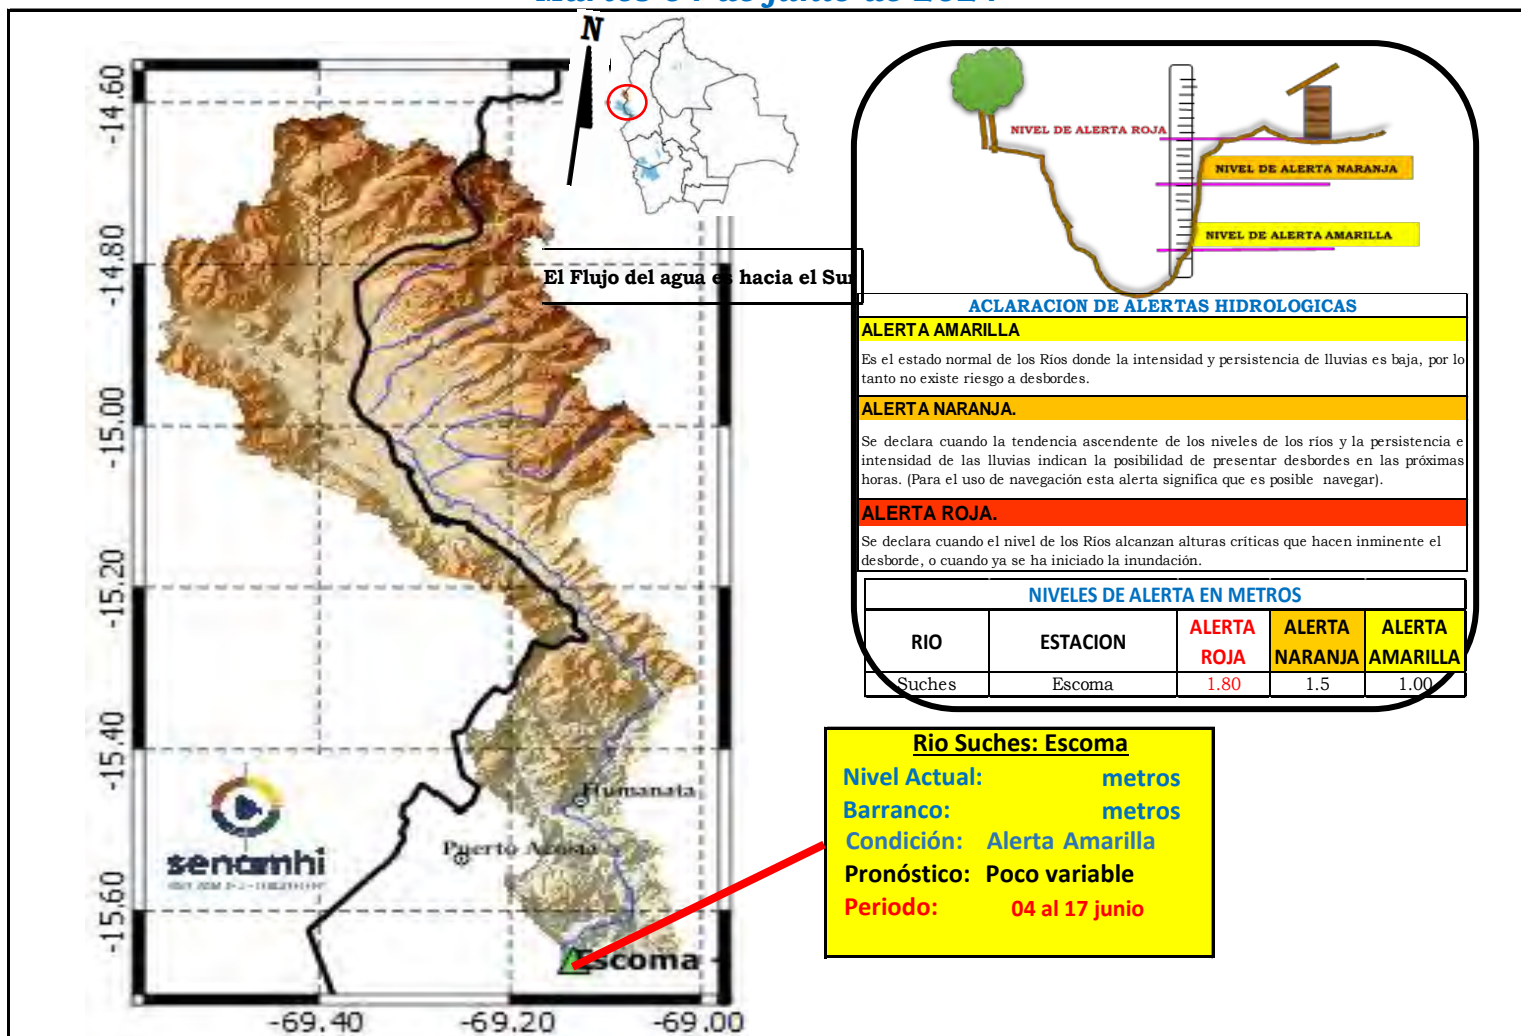 N
NIVEL DE ALERTA ROJA
NIVEL DE ALERTA NARANJA
NIVEL DE ALERTA AMARILLA
El Flujo del agua es hacia el Sur
ACLARACION DE ALERTAS HIDROLOGICAS
ALERTA AMARILLA
Es el estado normal de los Ríos donde la intensidad y persistencia de lluvias es baja, por lo
tanto no existe riesgo a desbordes.
ALERTA NARANJA.
Se declara cuando la tendencia ascendente de los niveles de los ríos y la persistencia e
intensidad de las lluvias indican la posibilidad de presentar desbordes en las próximas
horas. (Para el uso de navegación esta alerta significa que es posible navegar).
ALERTA ROJA.
Se declara cuando el nivel de los Ríos alcanzan alturas críticas que hacen inminente el
desborde, o cuando ya se ha iniciado la inundación.
NIVELES DE ALERTA EN METROS
RIO ESTACION ALERTA ROJA ALERTA NARANJA ALERTA AMARILLA
Suches Escoma 1.80 1.5 1.00
Rio Suches: Escoma
Nivel Actual: metros
Barranco: metros
Condición: Alerta Amarilla
Pronóstico: Poco variable
Periodo: 04 al 17 junio
-14.60
-14.80
-15.00
-15.20
-15.40
-15.60
Humanata
Puerto Acosta
senamhi
Escoma
-69.40 -69.20 -69.00